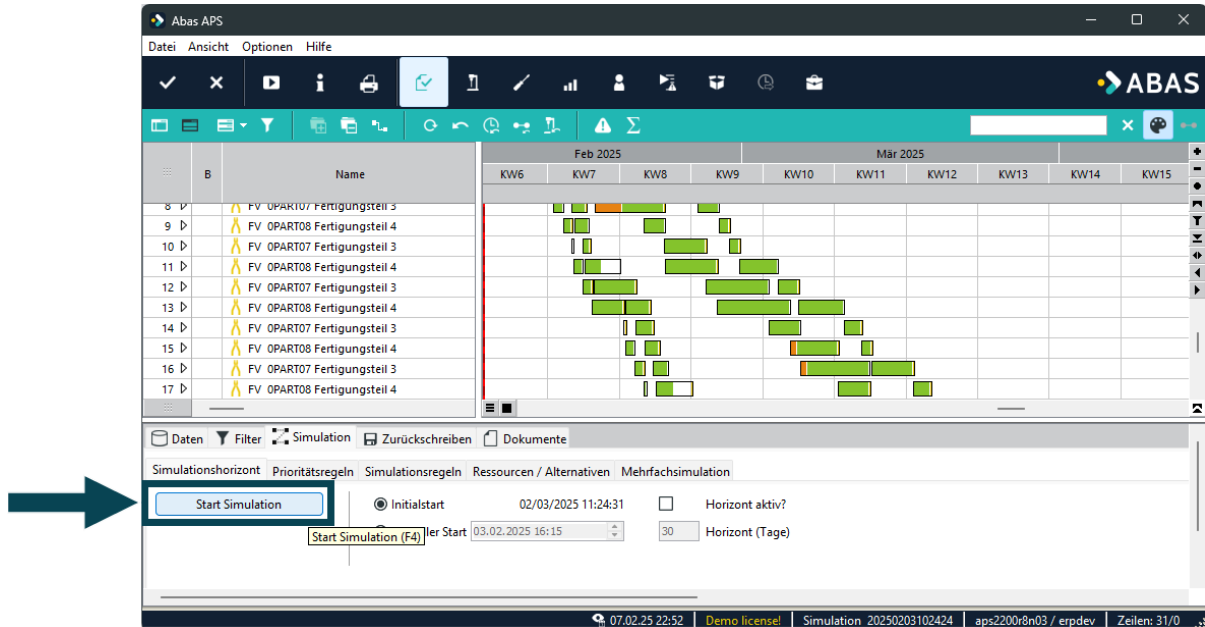 Abas APS
Datei Ansicht Optionen Hilfe
ABAS
Feb 2025 Mär 2025
B Name KW6 KW7 KW8 KW9 KW10 KW11 KW12 KW13 KW14 KW15
8 FV 0PART07 Fertigungsteil 3
9 FV 0PART08 Fertigungsteil 4
10 FV 0PART07 Fertigungsteil 3
11 FV 0PART08 Fertigungsteil 4
12 FV 0PART07 Fertigungsteil 3
13 FV 0PART08 Fertigungsteil 4
14 FV 0PART07 Fertigungsteil 3
15 FV 0PART08 Fertigungsteil 4
16 FV 0PART07 Fertigungsteil 3
17 FV 0PART08 Fertigungsteil 4
Daten Filter Simulation Zurückschreiben Dokumente
Simulationshorizont Prioritätsregeln Simulationsregeln Ressourcen / Alternativen Mehrfachsimulation
Start Simulation Initialstart 02/03/2025 11:24:31 Horizont aktiv?
ler Start 03.02.2025 16:15 30 Horizont (Tage)
Start Simulation (F4)
07.02.25 22:52 Demo license! Simulation 20250203102424 aps2200r8n03 / erpdev Zeilen: 31/0